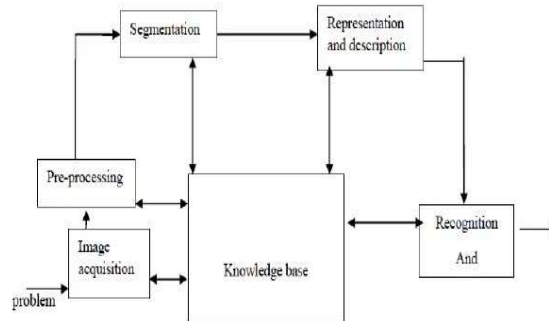 Segmentation
Representation
and description
Pre-processing
Image
acquisition
problem
Knowledge base
Recognition
And